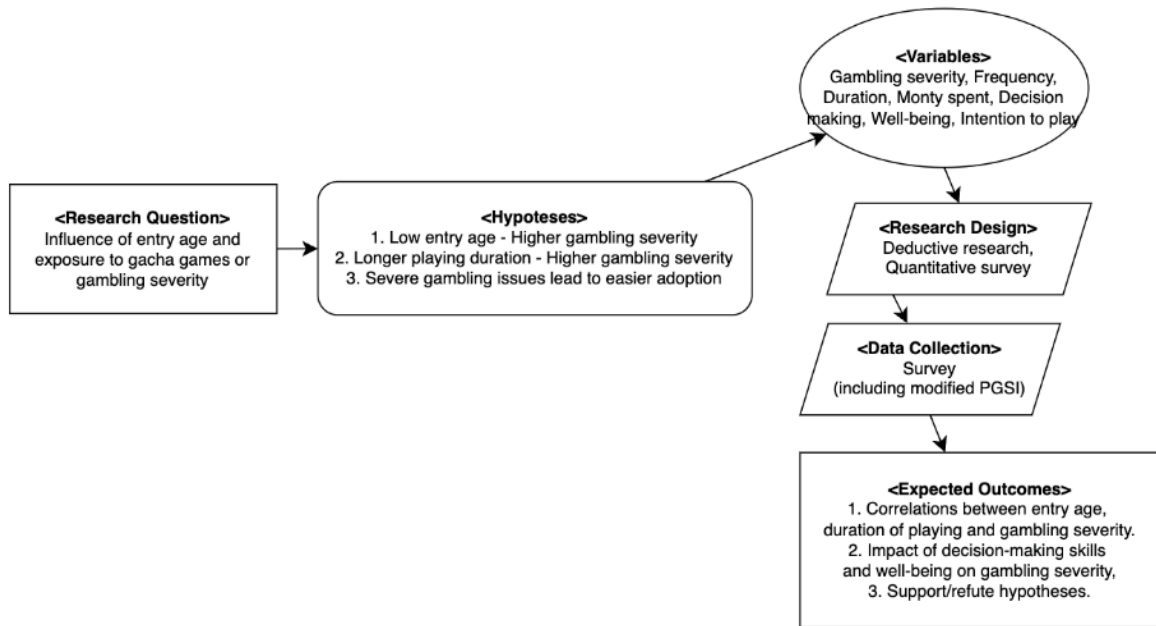 <Research Question>
Influence of entry age and
exposure to gacha games or
gambling severity
<Hypoteses>
1. Low entry age - Higher gambling severity
2. Longer playing duration - Higher gambling severity
3. Severe gambling issues lead to easier adoption
<Variables>
Gambling severity, Frequency,
Duration, Monty spent, Decision
making, Well-being, Intention to play
<Research Design>
Deductive research,
Quantitative survey
<Data Collection>
Survey
(including modified PGSI)
<Expected Outcomes>
1. Correlations between entry age,
duration of playing and gambling severity.
2. Impact of decision-making skills
and well-being on gambling severity,
3. Support/refute hypotheses.